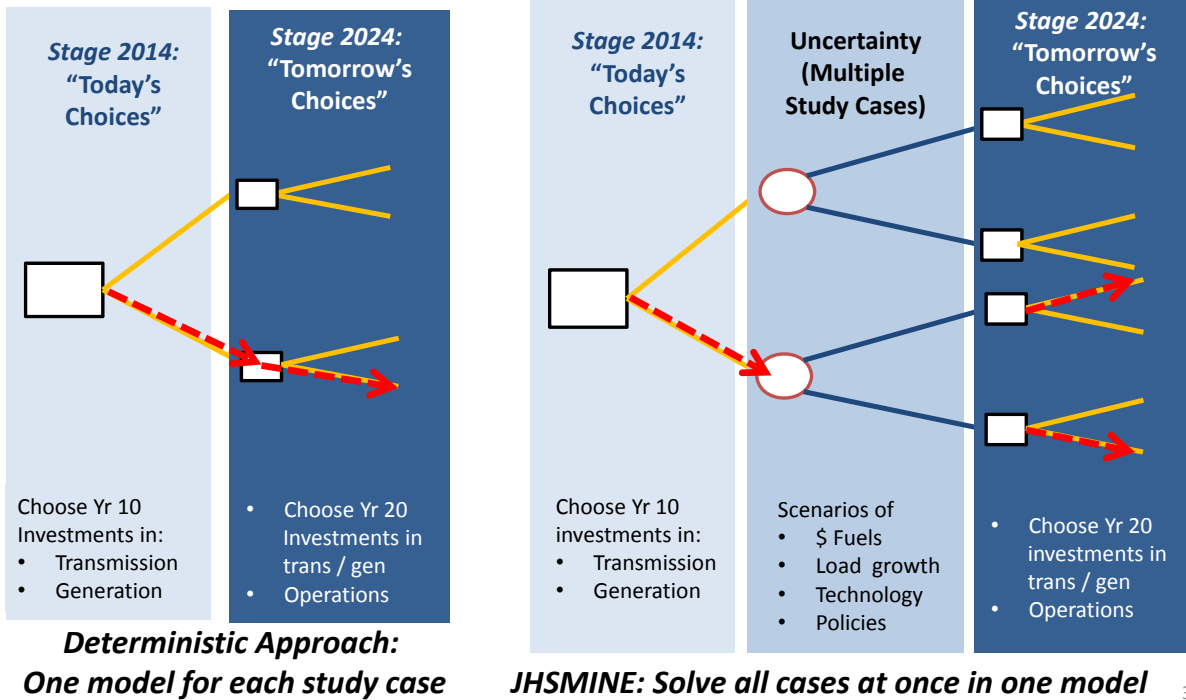 Stage 2014:
“Today’s
Choices”
Stage 2024:
“Tomorrow’s
Choices”
Choose Yr 10
Investments in:
• Transmission
• Generation
• Choose Yr 20
Investments in
trans / gen
• Operations
Deterministic Approach:
One model for each study case
Stage 2014:
“Today’s
Choices”
Uncertainty
(Multiple
Study Cases)
Stage 2024:
“Tomorrow’s
Choices”
Choose Yr 10
investments in:
• Transmission
• Generation
Scenarios of
• $ Fuels
• Load growth
• Technology
• Policies
• Choose Yr 20
investments in
trans / gen
• Operations
JHSMINE: Solve all cases at once in one model